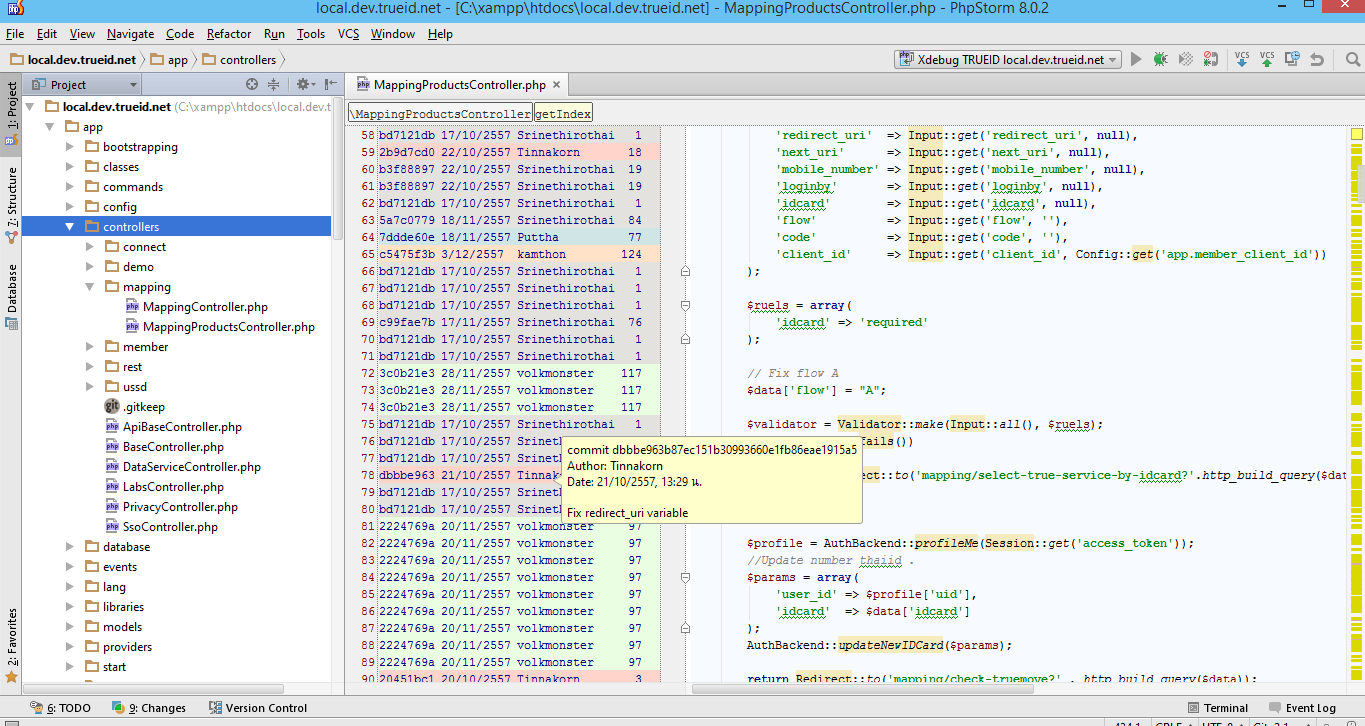 local.dev.trueid.net - [C:\xampp\htdocs\local.dev.trueid.net] - MappingProductsController.php - PhpStorm 8.0.2
File Edit View Navigate Code Refactor Run Tools VCS Window Help
local.dev.trueid.net app controllers
Xdebug TRUEID local.dev.trueid.net
VCS VCS
1: Project
7: Structure
Database
2: Favorites
Project
local.dev.trueid.net (C:\xampp\htdocs\local.dev.t
app
bootstrapping
classes
commands
config
controllers
connect
demo
mapping
MappingController.php
MappingProductsController.php
member
rest
ussd
.gitkeep
ApiBaseController.php
BaseController.php
DataServiceController.php
LabsController.php
PrivacyController.php
SsoController.php
database
events
lang
libraries
models
providers
start
MappingProductsController.php
\MappingProductsController getIndex
58 bd7121db 17/10/2557 Srinethirothai 1 'redirect_uri' => Input::get('redirect_uri', null),
59 2b9d7cd0 22/10/2557 Tinnakorn 18 'next_uri' => Input::get('next_uri', null),
60 b3f88897 22/10/2557 Srinethirothai 19 'mobile_number' => Input::get('mobile_number', null),
61 b3f88897 22/10/2557 Srinethirothai 19 'loginby' => Input::get('loginby', null),
62 bd7121db 17/10/2557 Srinethirothai 1 'idcard' => Input::get('idcard', null),
63 5a7c0779 18/11/2557 Srinethirothai 84 'flow' => Input::get('flow', ''),
64 7ddde60e 18/11/2557 Puttha 77 'code' => Input::get('code', ''),
65 c5475f3b 3/12/2557 kamthon 124 'client_id' => Input::get('client_id', Config::get('app.member_client_id'))
66 bd7121db 17/10/2557 Srinethirothai 1 );
67 bd7121db 17/10/2557 Srinethirothai 1
68 bd7121db 17/10/2557 Srinethirothai 1 $ruels = array(
69 c99fae7b 17/11/2557 Srinethirothai 76 'idcard' => 'required'
70 bd7121db 17/10/2557 Srinethirothai 1 );
71 bd7121db 17/10/2557 Srinethirothai 1
72 3c0b21e3 28/11/2557 volkmonster 117 // Fix flow A
73 3c0b21e3 28/11/2557 volkmonster 117 $data['flow'] = "A";
74 3c0b21e3 28/11/2557 volkmonster 117
75 bd7121db 17/10/2557 Srinethirothai 1 $validator = Validator::make(Input::all(), $ruels);
76 bd7121db 17/10/2557 Srinet fails())
77 bd7121db 17/10/2557 Srinet
78 dbbbe963 21/10/2557 Tinnako ct::to('mapping/select-true-service-by-idcard?'.http_build_query($dat
79 bd7121db 17/10/2557 Srinet
80 bd7121db 17/10/2557 Srinet
commit dbbbe963b87ec151b30993660e1fb86eae1915a5
Author: Tinnakorn
Date: 21/10/2557, 13:29 น.
Fix redirect_uri variable
81 2224769a 20/11/2557 volkmonster 97
82 2224769a 20/11/2557 volkmonster 97 $profile = AuthBackend::profileMe(Session::get('access_token'));
83 2224769a 20/11/2557 volkmonster 97 //Update number thaiid .
84 2224769a 20/11/2557 volkmonster 97 $params = array(
85 2224769a 20/11/2557 volkmonster 97 'user_id' => $profile['uid'],
86 2224769a 20/11/2557 volkmonster 97 'idcard' => $data['idcard']
87 2224769a 20/11/2557 volkmonster 97 );
88 2224769a 20/11/2557 volkmonster 97 AuthBackend::updateNewIDCard($params);
89 2224769a 20/11/2557 volkmonster 97
90 20451bc1 20/10/2557 Tinnakorn 3 return Redirect::to('mapping/check-truemove?' . http_build_query($data));
6: TODO 9: Changes Version Control Terminal Event Log